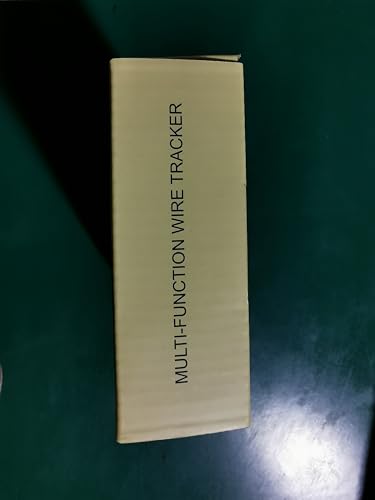 MULTI-FUNCTION WIRE TRACKER